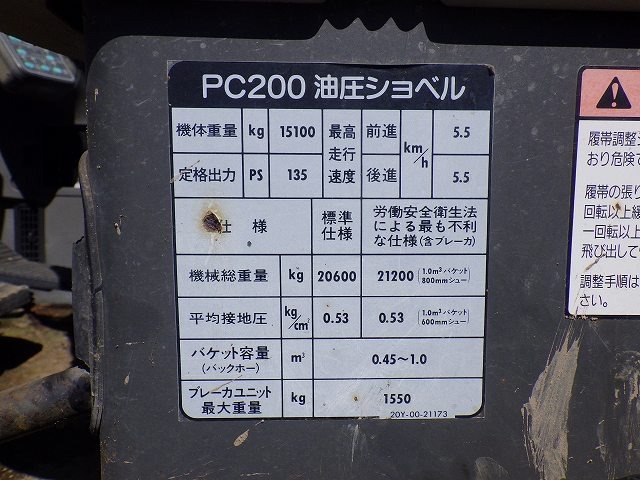 PC200 油圧ショベル
機体重量 kg 15100 最高走行速度 前進 km/h 5.5
定格出力 PS 135 後進 5.5
仕様 標準仕様 労働安全衛生法による最も不利な仕様(含ブレーカ)
機械総重量 kg 20600 21200 1.0m³バケット 800mmシュー
平均接地圧 kg/cm² 0.53 0.53 1.0m³バケット 600mmシュー
バケット容量(バックホー) m³ 0.45~1.0
ブレーカユニット最大重量 kg 1550
20Y-00-21173
履帯調整シ
おり危険で
履帯の張り
回転以上緩
一回転以上
飛び出して
調整手順は
さい。